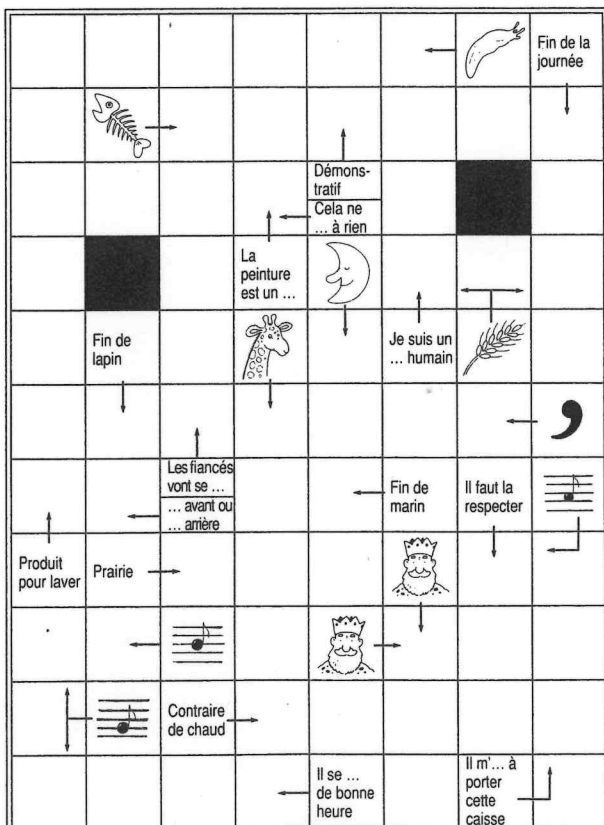 Fin de la
journée
Démons-
tratif
Cela ne
... à rien
La
peinture
est un ...
Fin de
lapin
Je suis un
... humain
Les fiancés
vont se ...
... avant ou
... arrière
Fin de
marin
Il faut la
respecter
Produit
pour laver
Prairie
Contraire
de chaud
Il se ...
de bonne
heure
Il m'... à
porter
cette
caisse